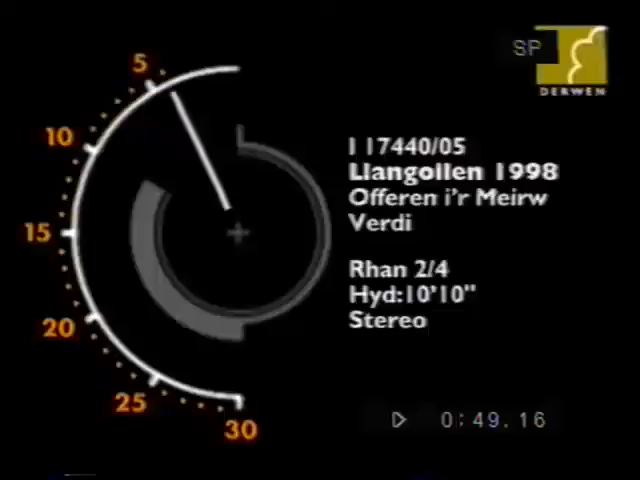 SP
DERWEN
117440/05
Llangollen 1998
Offeren i'r Meirw
Verdi
Rhan 2/4
Hyd:10'10"
Stereo
5
10
15
20
25
30
0:49.16